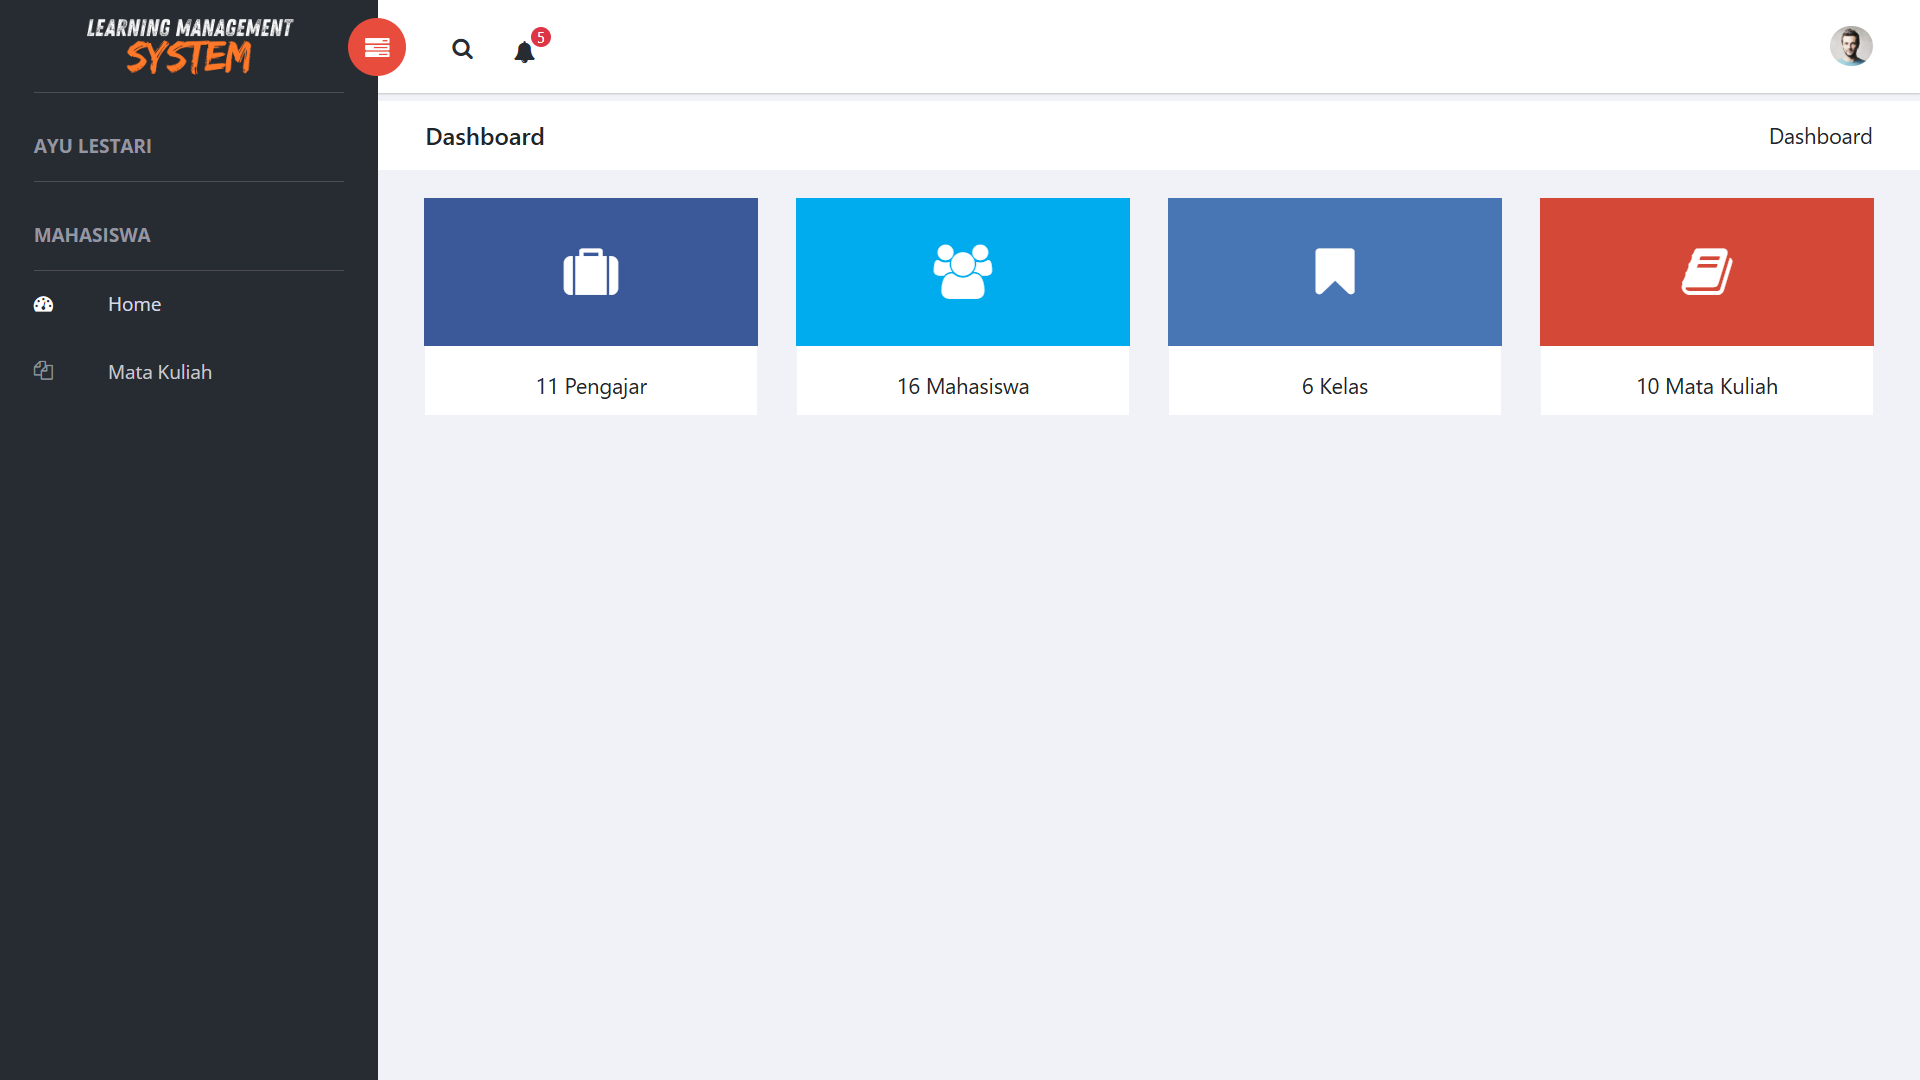 LEARNING MANAGEMENT
SYSTEM
5
AYU LESTARI
MAHASISWA
Home
Mata Kuliah
Dashboard
Dashboard
11 Pengajar
16 Mahasiswa
6 Kelas
10 Mata Kuliah